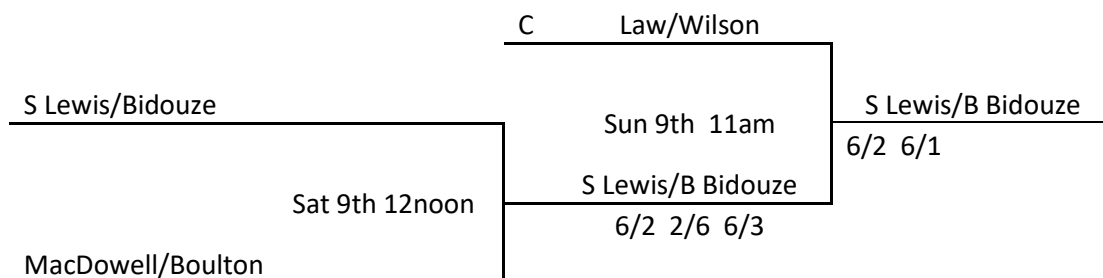 C Law/Wilson
S Lewis/Bidouze
S Lewis/B Bidouze
Sun 9th 11am
6/2 6/1
S Lewis/B Bidouze
Sat 9th 12noon
6/2 2/6 6/3
MacDowell/Boulton